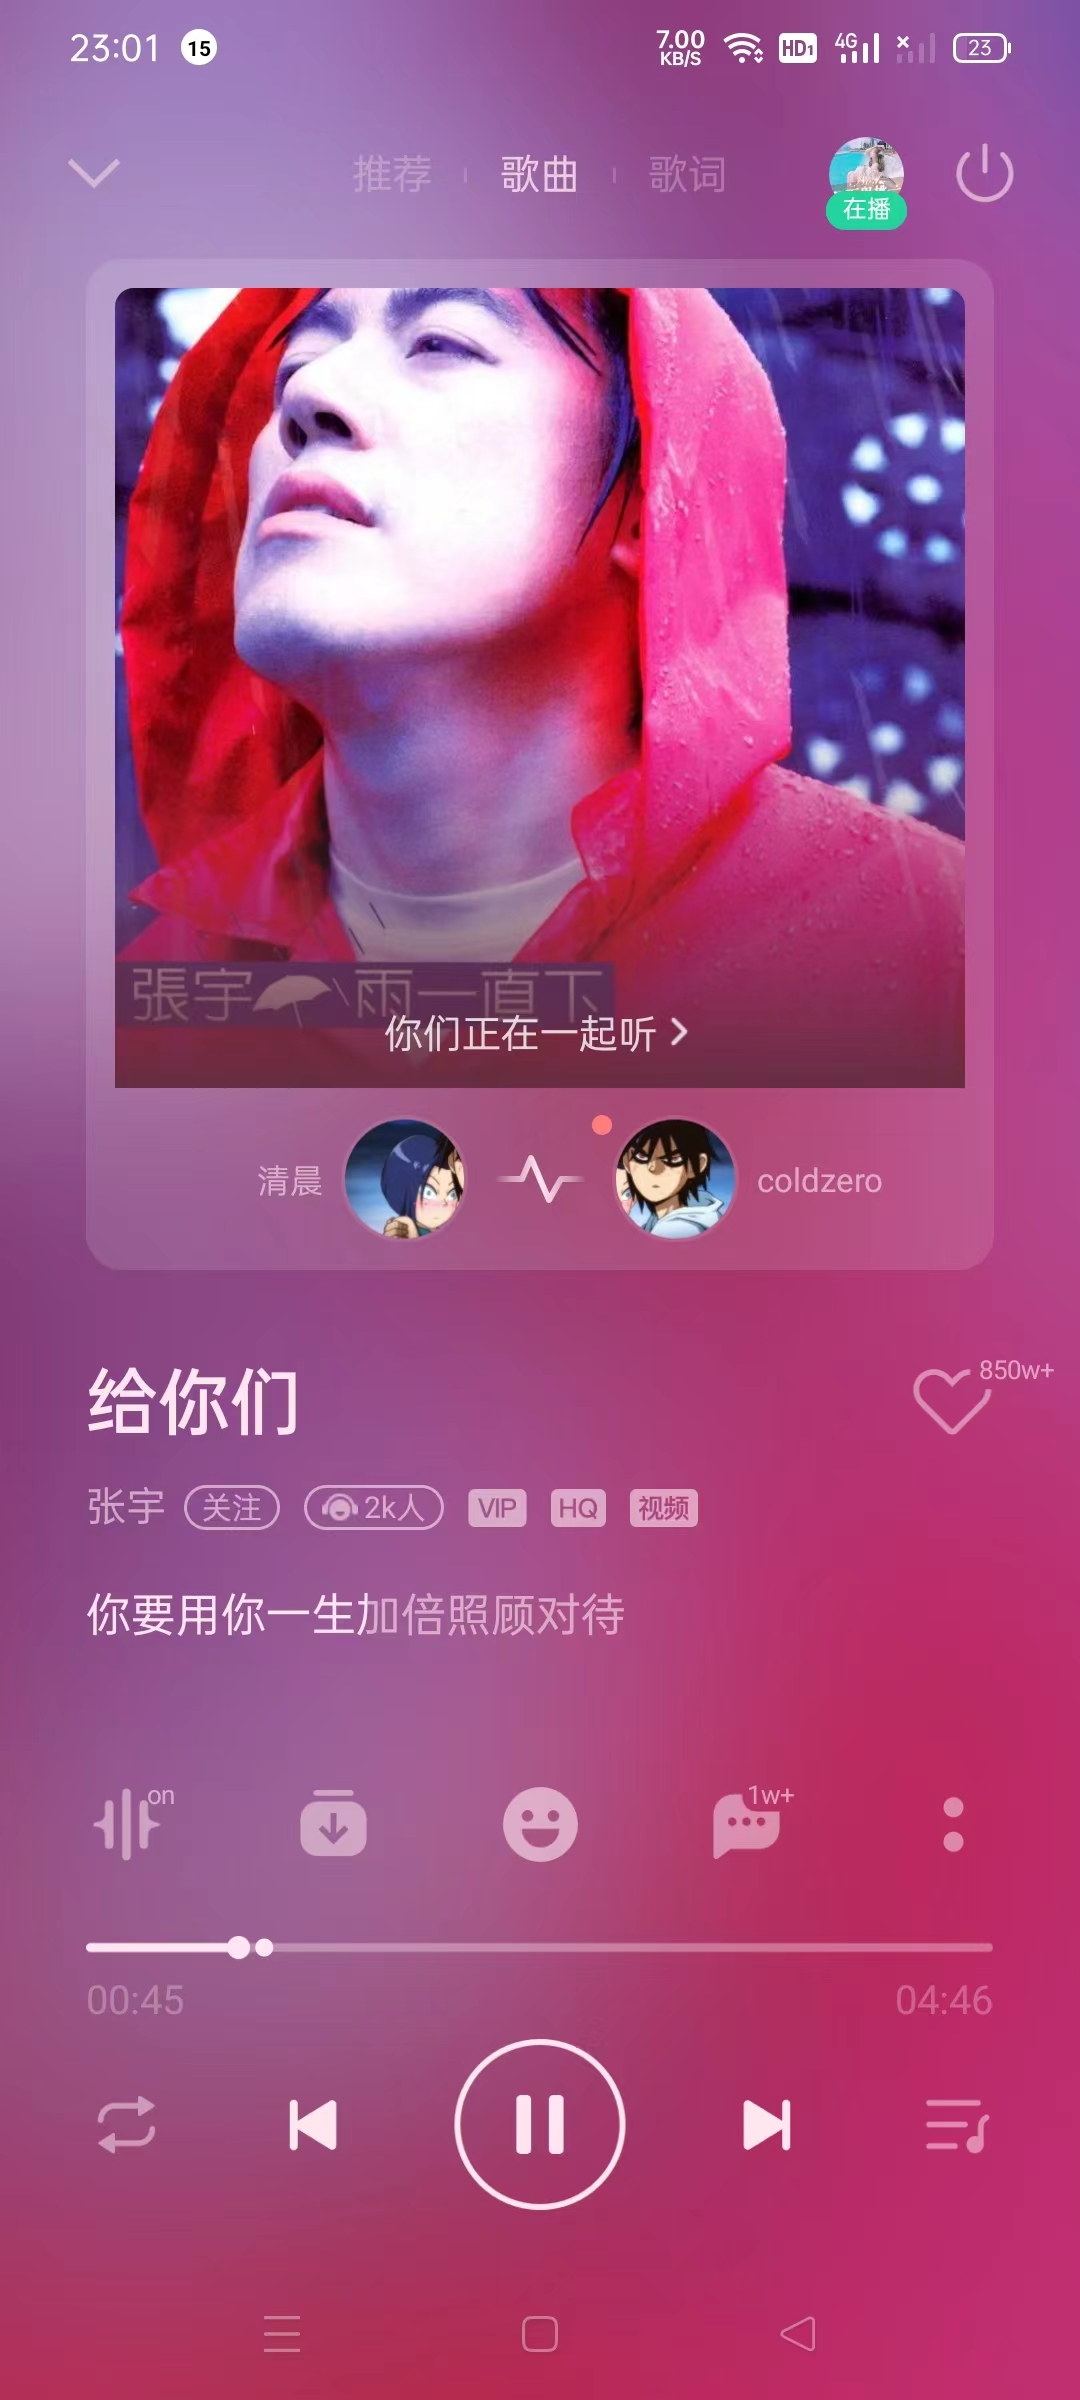 23:01 15 7.00 KB/S HD1 4G 23
推荐 歌曲 歌词
在播
張宇 雨一直下
你们正在一起听
清晨 coldzero
给你们 850w+
张宇 关注 2k人 VIP HQ 视频
你要用你一生加倍照顾对待
on 1w+
00:45 04:46